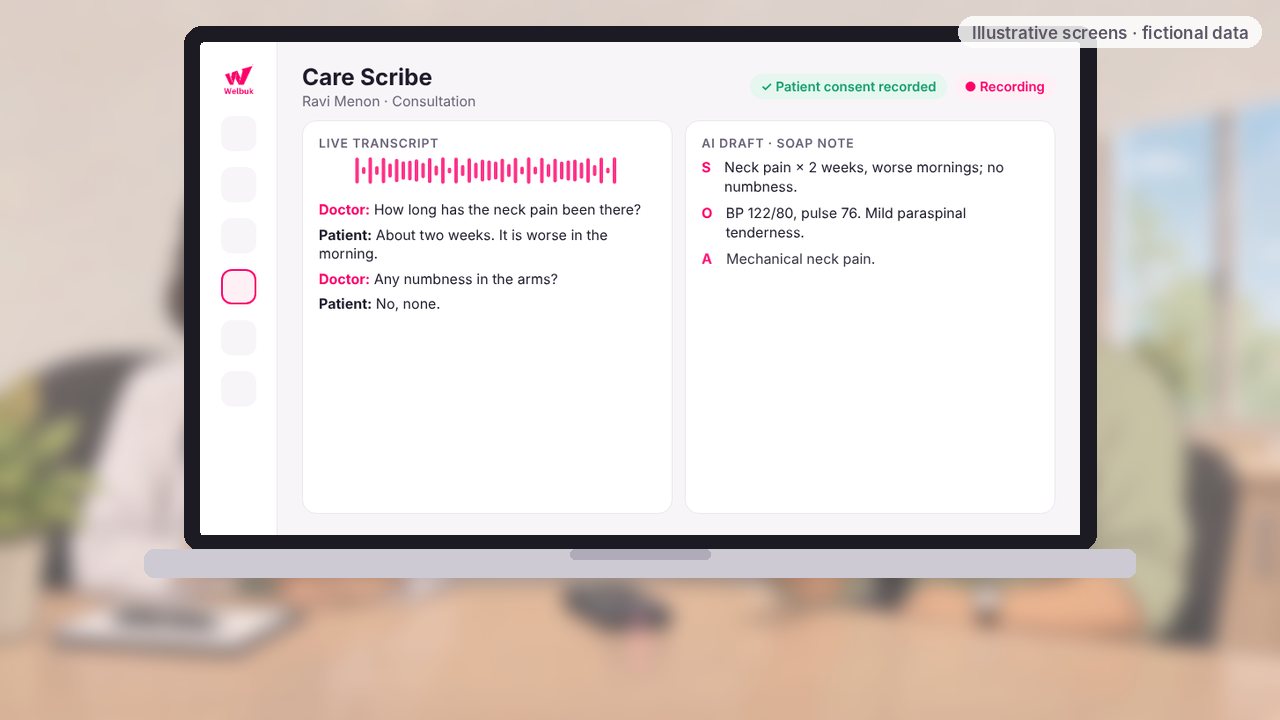 Illustrative screens · fictional data
Welbuk
Care Scribe
Ravi Menon · Consultation
✓ Patient consent recorded
● Recording
LIVE TRANSCRIPT
Doctor: How long has the neck pain been there?
Patient: About two weeks. It is worse in the
morning.
Doctor: Any numbness in the arms?
Patient: No, none.
AI DRAFT · SOAP NOTE
S Neck pain × 2 weeks, worse mornings; no
numbness.
O BP 122/80, pulse 76. Mild paraspinal
tenderness.
A Mechanical neck pain.